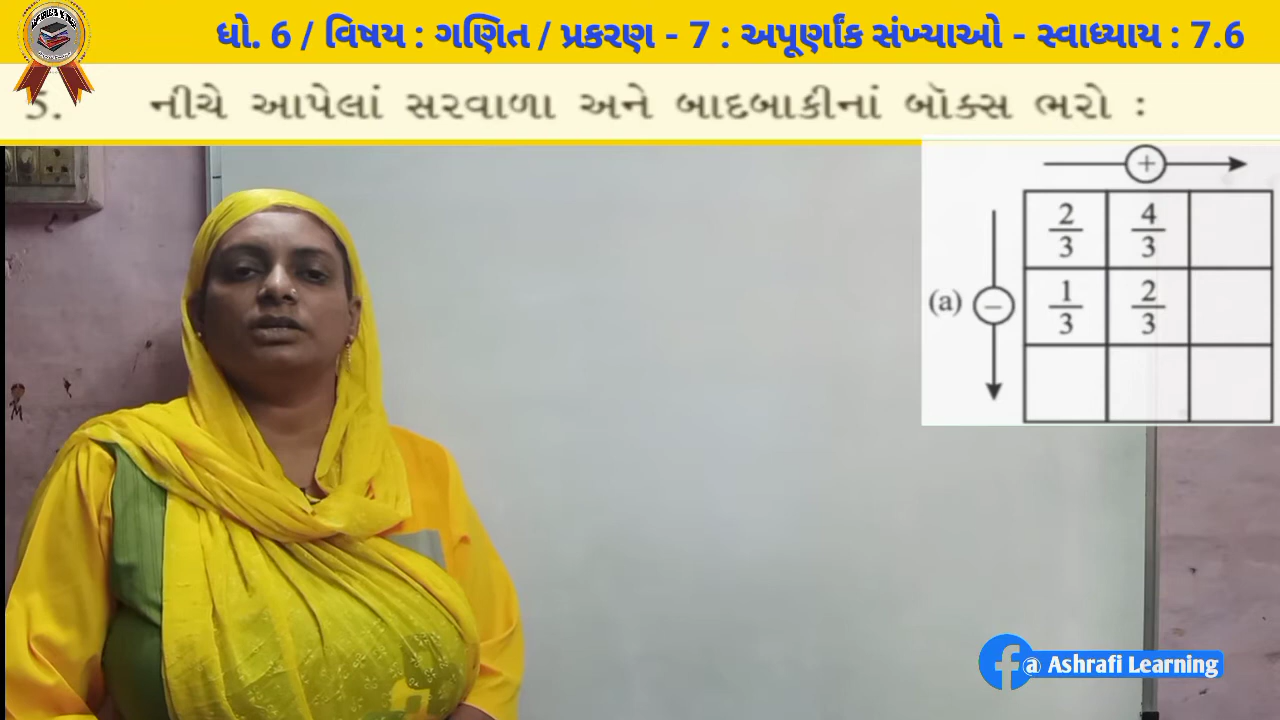 ધો. 6 / વિષય : ગણિત / પ્રકરણ - 7 : અપૂર્ણાંક સંખ્યાઓ - સ્વાધ્યાય : 7.6
5. નીચે આપેલાં સરવાળા અને બાદબાકીનાં બૉક્સ ભરો :
+
2/3 4/3
(a) − 1/3 2/3
@ Ashrafi Learning